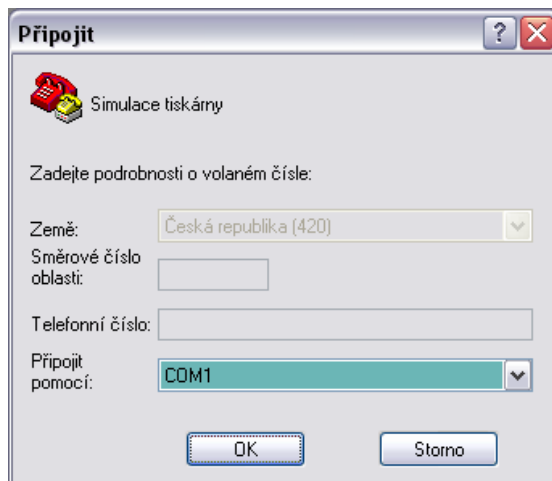 Připojit
Simulace tiskárny
Zadejte podrobnosti o volaném čísle:
Země:
Česká republika (420)
Směrové číslo
oblasti:
Telefonní číslo:
Připojit
pomocí:
COM1
OK
Storno